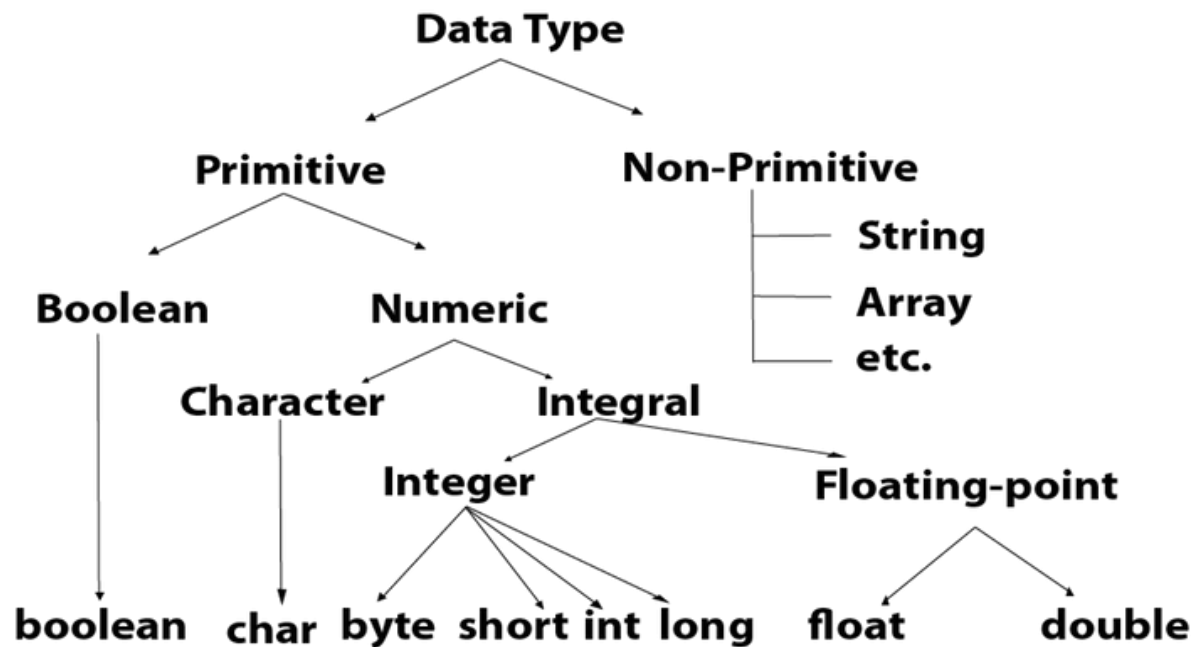 Data Type
Primitive
Non-Primitive
String
Boolean
Numeric
Array
etc.
Character
Integral
Integer
Floating-point
boolean
char
byte
short
int
long
float
double